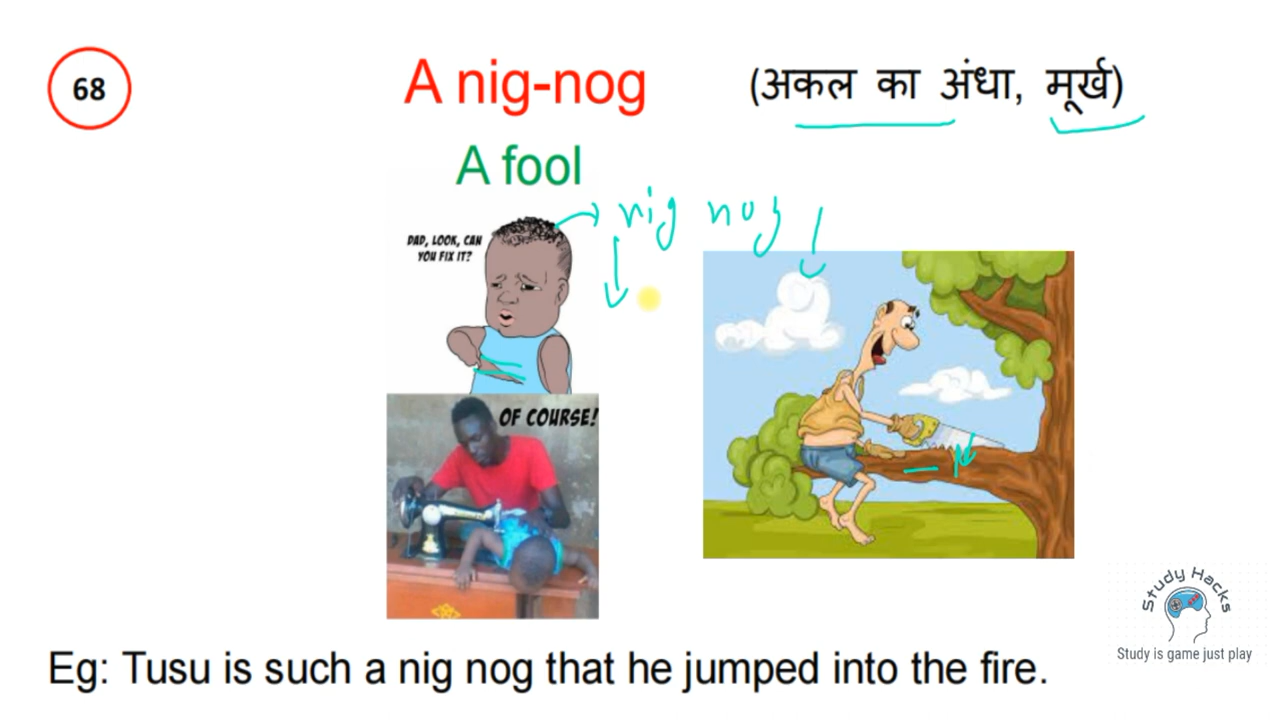 68
A nig-nog (अकल का अंधा, मूर्ख)
A fool
nig nog
DAD, LOOK, CAN
YOU FIX IT?
OF COURSE!
Study Hacks
Study is game just play
Eg: Tusu is such a nig nog that he jumped into the fire.